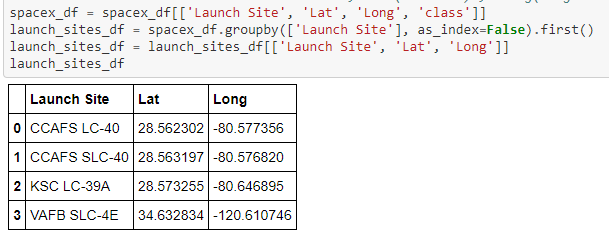 spacex_df = spacex_df[['Launch Site', 'Lat', 'Long', 'class']]
launch_sites_df = spacex_df.groupby(['Launch Site'], as_index=False).first()
launch_sites_df = launch_sites_df[['Launch Site', 'Lat', 'Long']]
launch_sites_df
Launch Site Lat Long
0 CCAFS LC-40 28.562302 -80.577356
1 CCAFS SLC-40 28.563197 -80.576820
2 KSC LC-39A 28.573255 -80.646895
3 VAFB SLC-4E 34.632834 -120.610746